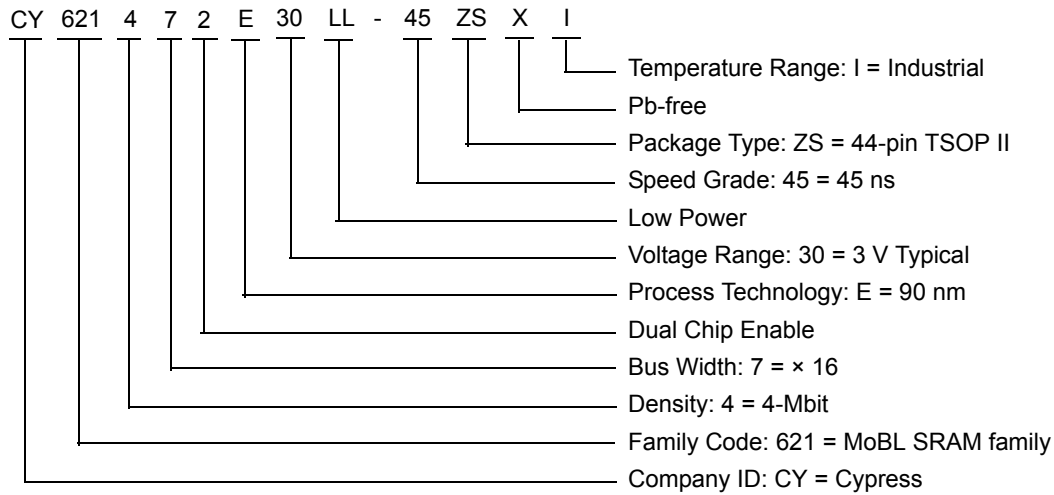 CY 621 4 7 2 E 30 LL - 45 ZS X I
Temperature Range: I = Industrial
Pb-free
Package Type: ZS = 44-pin TSOP II
Speed Grade: 45 = 45 ns
Low Power
Voltage Range: 30 = 3 V Typical
Process Technology: E = 90 nm
Dual Chip Enable
Bus Width: 7 = × 16
Density: 4 = 4-Mbit
Family Code: 621 = MoBL SRAM family
Company ID: CY = Cypress